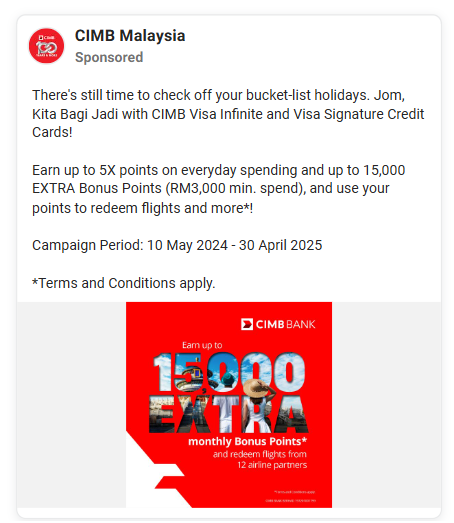 CIMB Malaysia
Sponsored
There's still time to check off your bucket-list holidays. Jom,
Kita Bagi Jadi with CIMB Visa Infinite and Visa Signature Credit
Cards!
Earn up to 5X points on everyday spending and up to 15,000
EXTRA Bonus Points (RM3,000 min. spend), and use your
points to redeem flights and more*!
Campaign Period: 10 May 2024 - 30 April 2025
*Terms and Conditions apply.
CIMB BANK
Earn up to
15,000
EXTRA
monthly Bonus Points*
and redeem flights from
12 airline partners
*Terms and Conditions apply.